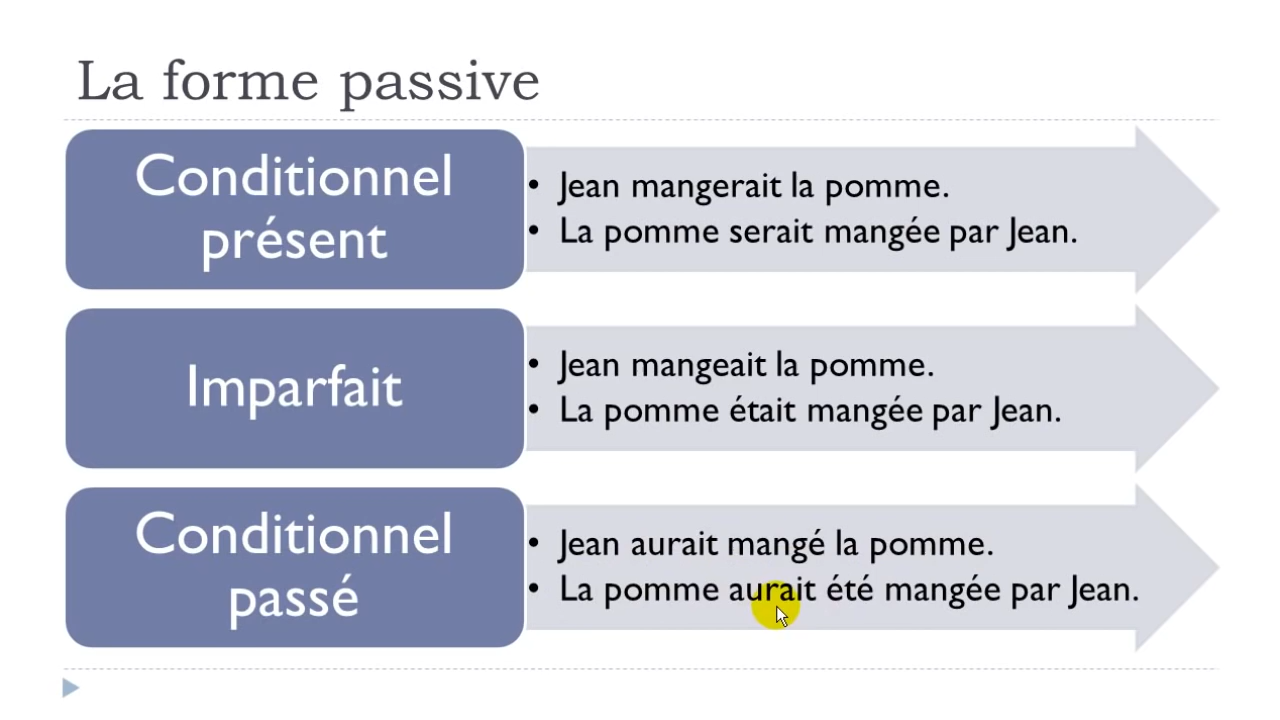 La forme passive
Conditionnel
présent
• Jean mangerait la pomme.
• La pomme serait mangée par Jean.
Imparfait
• Jean mangeait la pomme.
• La pomme était mangée par Jean.
Conditionnel
passé
• Jean aurait mangé la pomme.
• La pomme aurait été mangée par Jean.